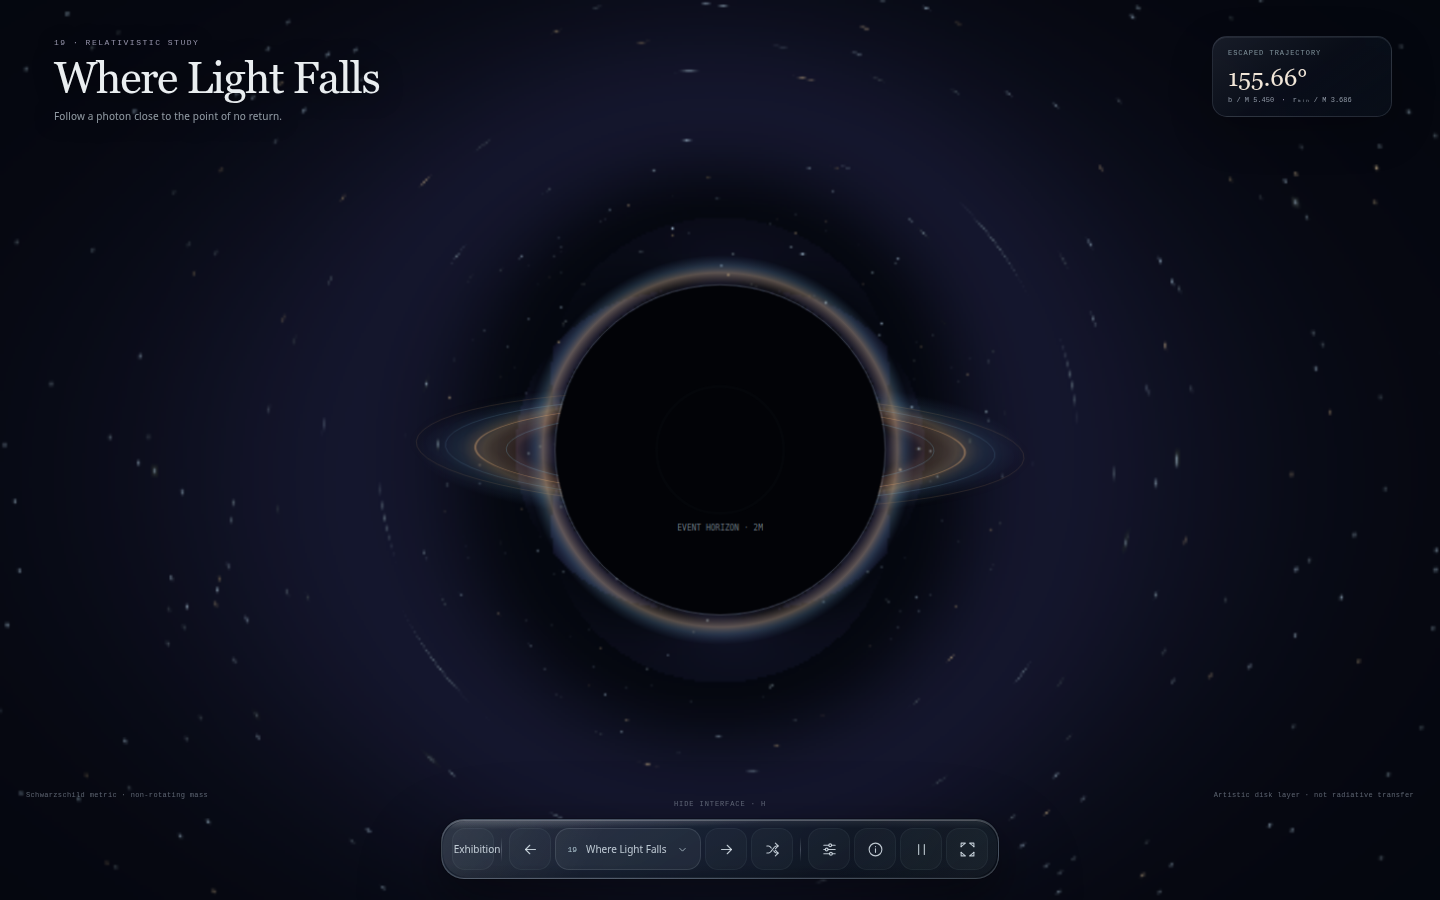 19 · RELATIVISTIC STUDY
Where Light Falls
Follow a photon close to the point of no return.
ESCAPED TRAJECTORY
155.66°
b / M 5.450 · rₘᵢₙ / M 3.686
EVENT HORIZON · 2M
Schwarzschild metric · non-rotating mass
Artistic disk layer · not radiative transfer
HIDE INTERFACE · H
Exhibition
19 Where Light Falls